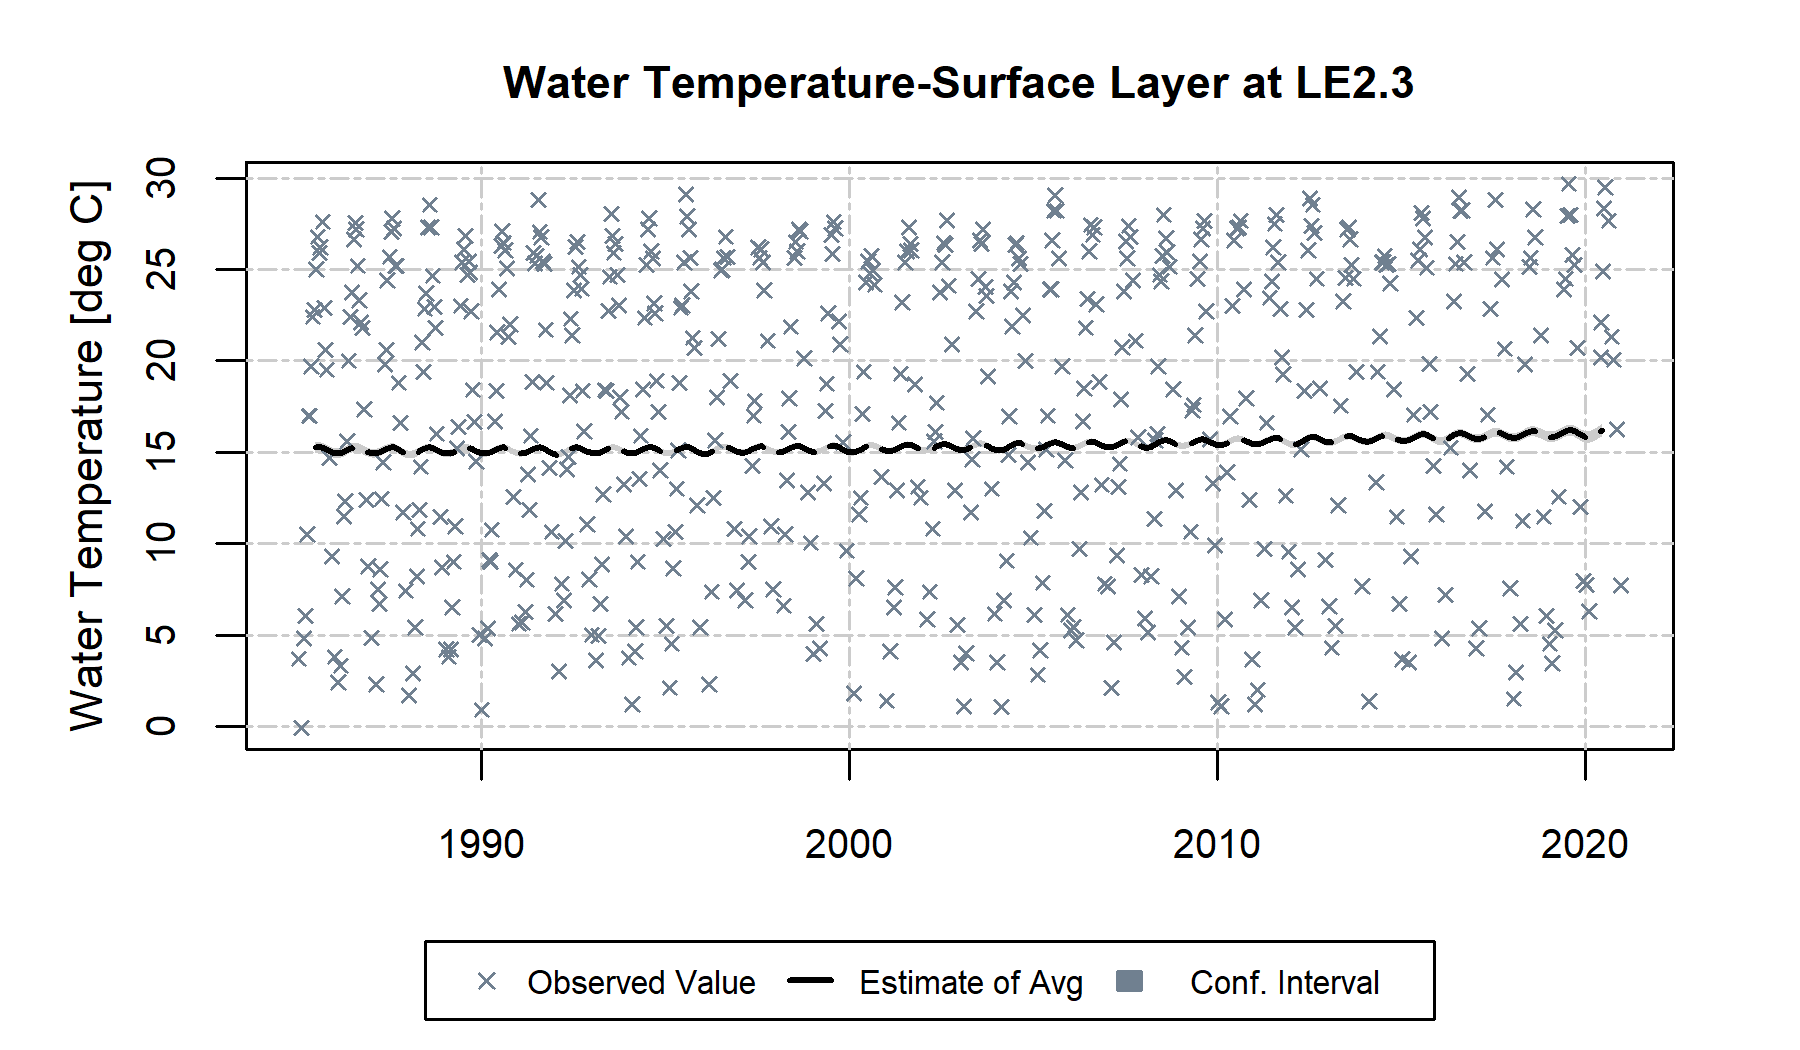 Water Temperature-Surface Layer at LE2.3
Water Temperature [deg C]
30
25
20
15
10
5
0
1990 2000 2010 2020
Observed Value Estimate of Avg Conf. Interval